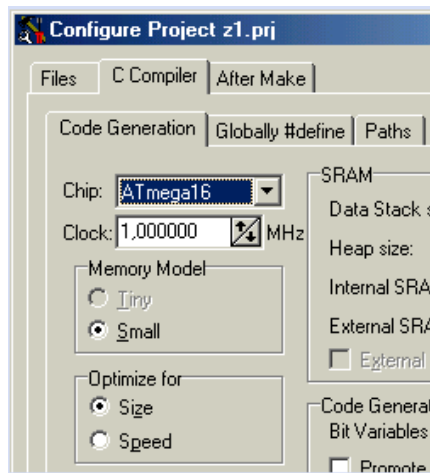 Configure Project z1.prj
Files C Compiler After Make
Code Generation Globally #define Paths
Chip: ATmega16
Clock: 1,000000 MHz
Memory Model
Tiny
Small
Optimize for
Size
Speed
SRAM
Data Stack s
Heap size:
Internal SRA
External SRA
External
Code Generat
Bit Variables
Promote